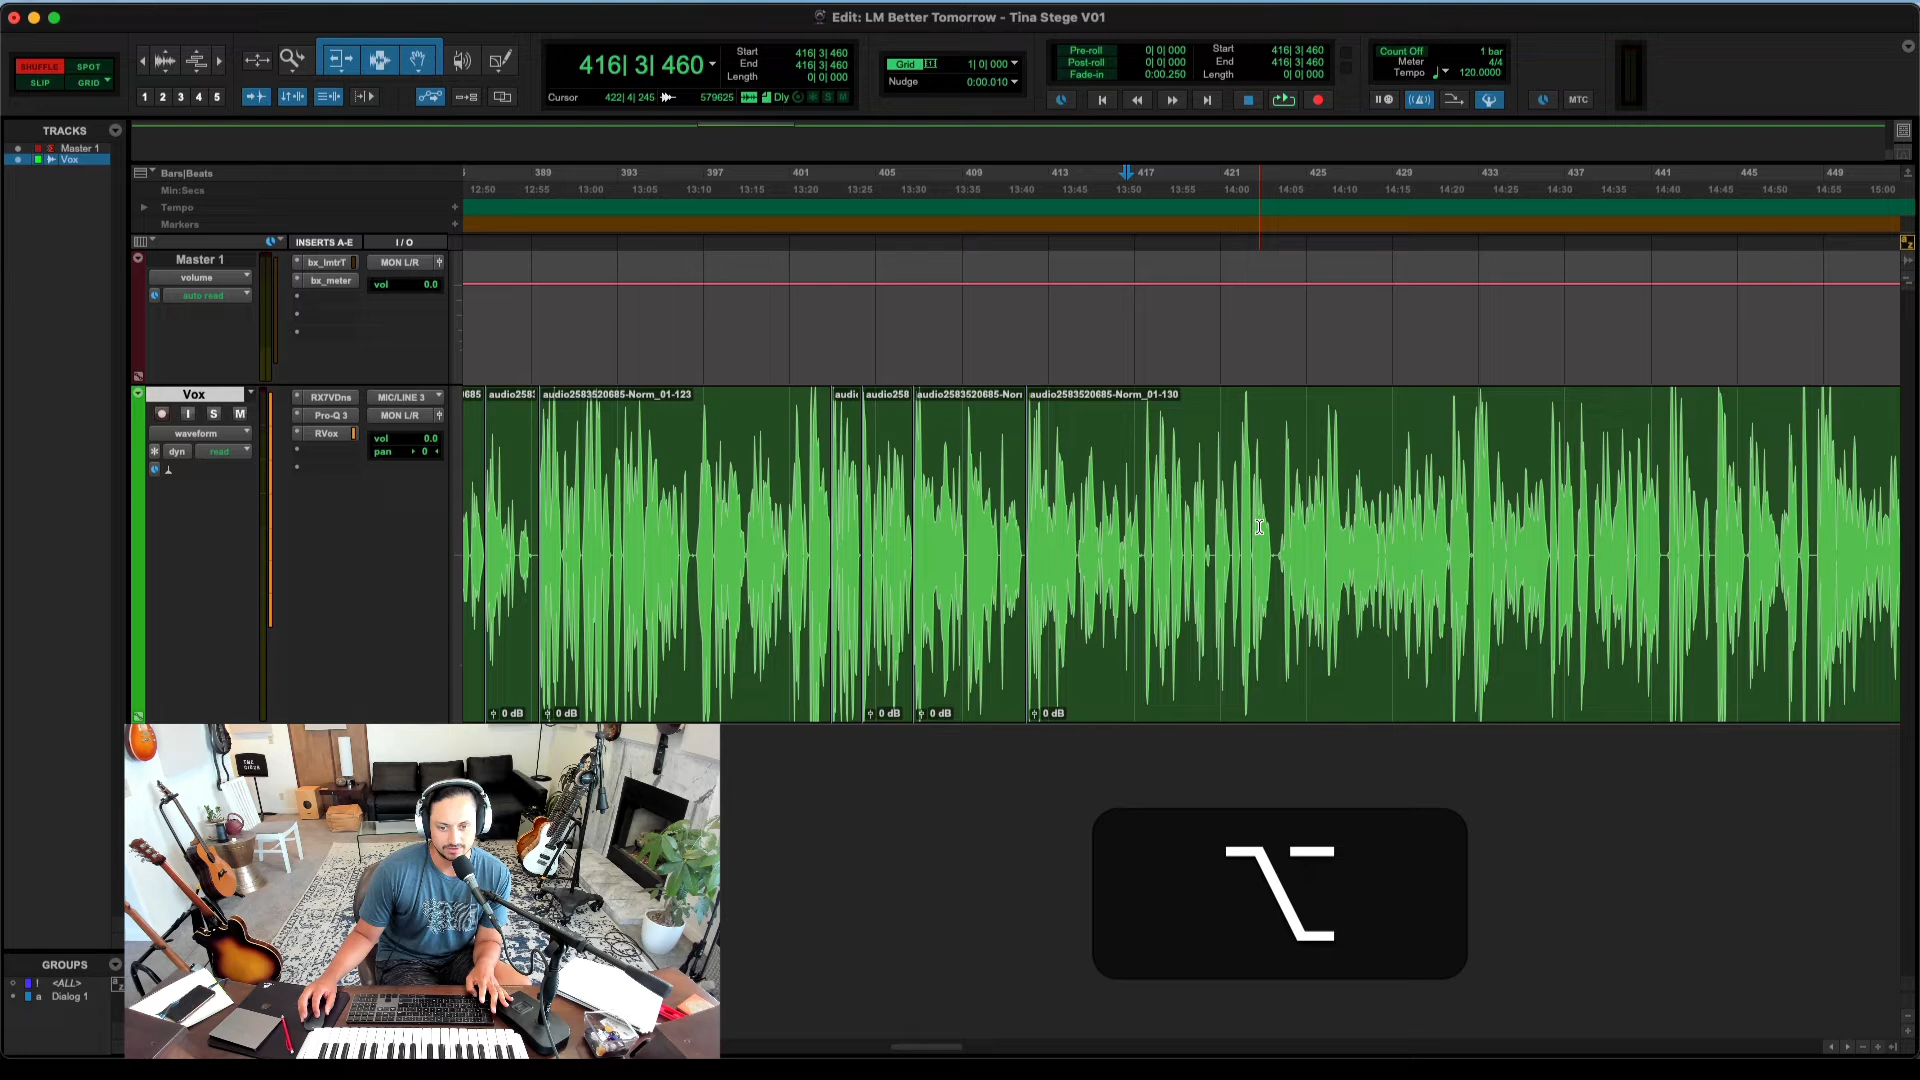 Edit: LM Better Tomorrow - Tina Stege V01
SHUFFLE SPOT
SLIP GRID
1 2 3 4 5
416| 3| 460
Start 416| 3| 460
End 416| 3| 460
Length 0| 0| 000
Cursor 422| 4| 245 579625 Dly S M
Grid 1| 0| 000
Nudge 0:00.010
Pre-roll 0| 0| 000
Post-roll 0| 0| 000
Fade-in 0:00.250
Start 416| 3| 460
End 416| 3| 460
Length 0| 0| 000
Count Off 1 bar
Meter 4/4
Tempo 120.0000
MTC
TRACKS
Master 1
Vox
Bars|Beats 389 393 397 401 405 409 413 417 421 425 429 433 437 441 445 449
Min:Secs 12:50 12:55 13:00 13:05 13:10 13:15 13:20 13:25 13:30 13:35 13:40 13:45 13:50 13:55 14:00 14:05 14:10 14:15 14:20 14:25 14:30 14:35 14:40 14:45 14:50 14:55 15:00
Tempo
Markers
INSERTS A-E I / O
Master 1
volume
auto read
bx_lmtrT MON L/R
bx_meter vol 0.0
Vox
I S M
waveform
dyn read
RX7VDns MIC/LINE 3
Pro-Q 3 MON L/R
RVox vol 0.0
pan 0
685 audio258: audio2583520685-Norm_01-123 audi audio258 audio2583520685-Nor audio2583520685-Norm_01-130
0 dB 0 dB 0 dB 0 dB 0 dB
GROUPS
! <ALL>
a Dialog 1